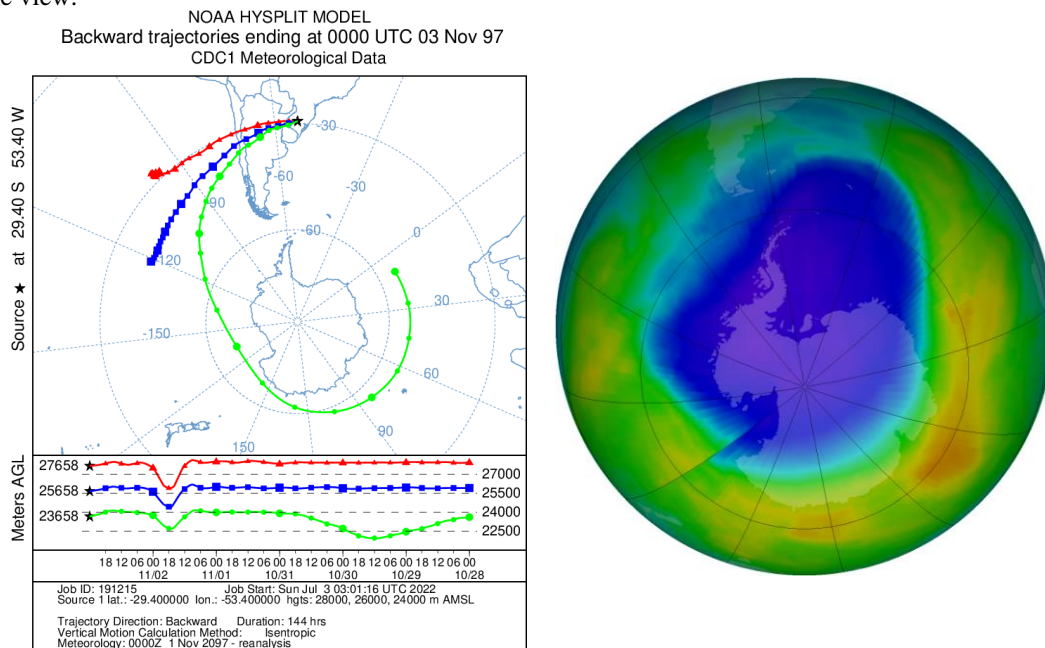 e view.
NOAA HYSPLIT MODEL
Backward trajectories ending at 0000 UTC 03 Nov 97
CDC1 Meteorological Data
Source ★ at 29.40 S 53.40 W
-30
-60
-30
-90
-60
0
-120
30
-150
60
90
150
Meters AGL
27658
25658
23658
27000
25500
24000
22500
18 12 06 00 18 12 06 00 18 12 06 00 18 12 06 00 18 12 06 00 18 12 06 00
11/02 11/01 10/31 10/30 10/29 10/28
Job ID: 191215 Job Start: Sun Jul 3 03:01:16 UTC 2022
Source 1 lat.: -29.400000 lon.: -53.400000 hgts: 28000, 26000, 24000 m AMSL
Trajectory Direction: Backward Duration: 144 hrs
Vertical Motion Calculation Method: Isentropic
Meteorology: 0000Z 1 Nov 2097 - reanalysis